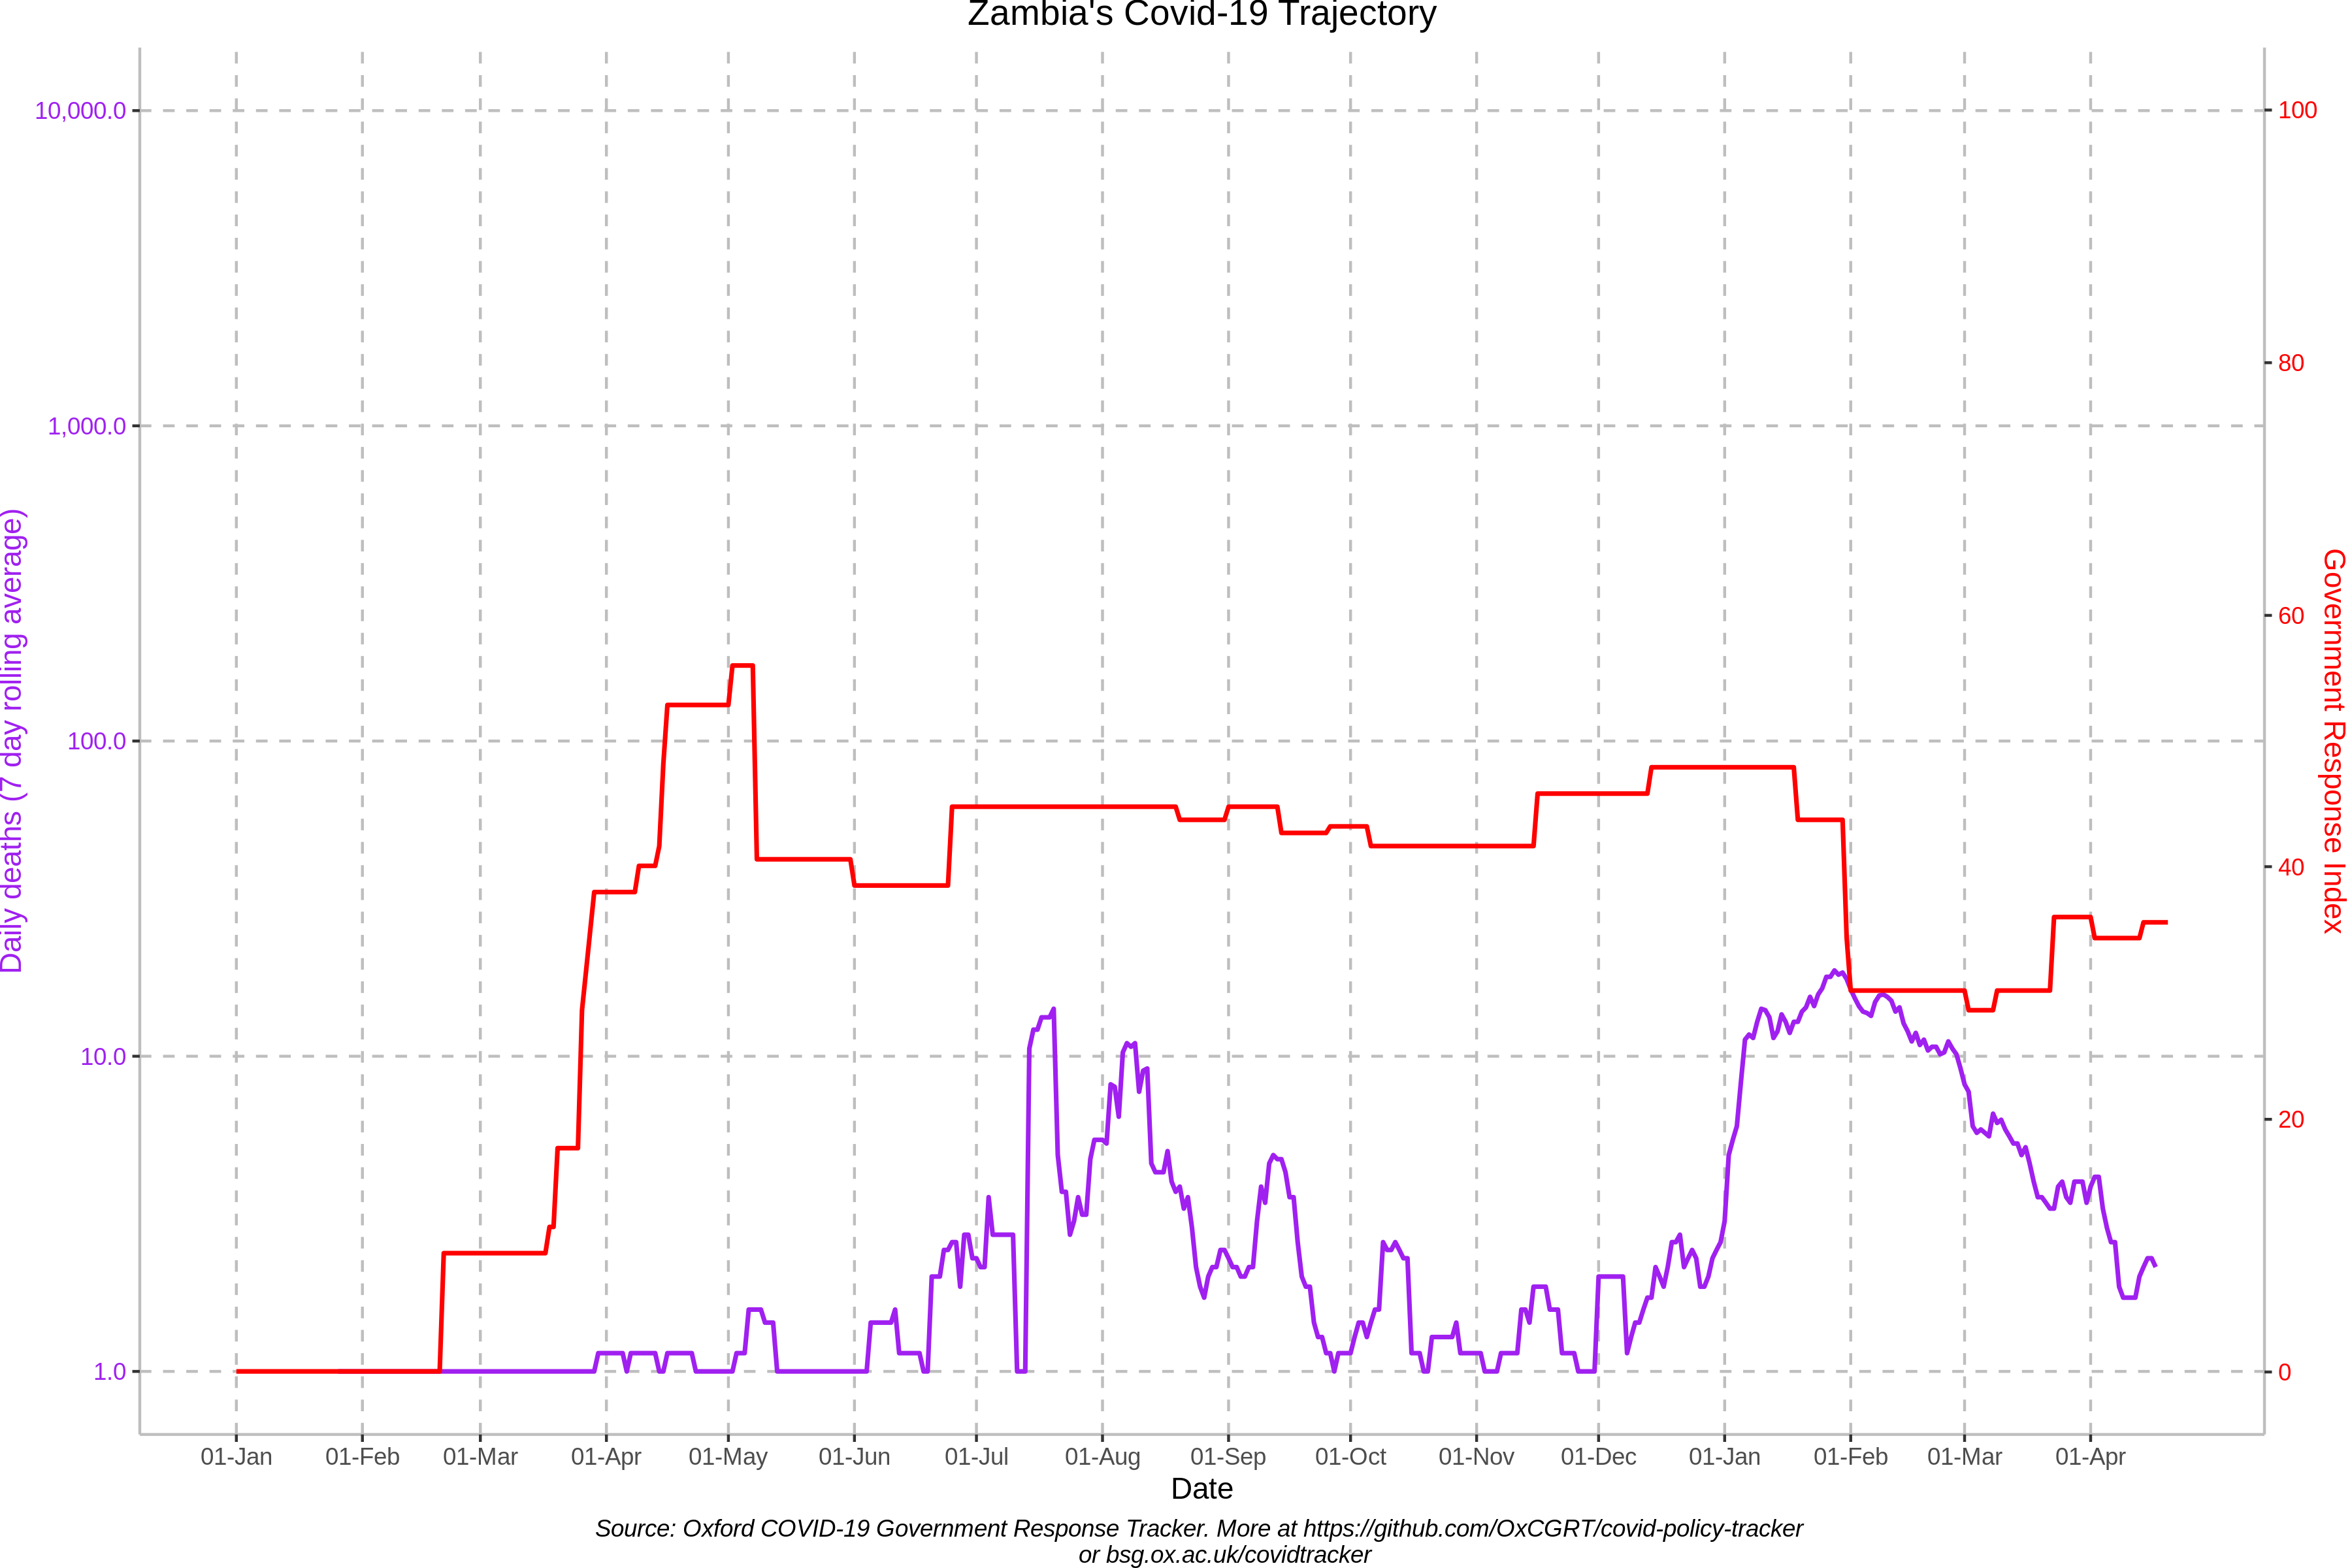 Zambia's Covid-19 Trajectory
10,000.0
1,000.0
100.0
10.0
1.0
Daily deaths (7 day rolling average)
100
80
60
40
20
0
Government Response Index
01-Jan 01-Feb 01-Mar 01-Apr 01-May 01-Jun 01-Jul 01-Aug 01-Sep 01-Oct 01-Nov 01-Dec 01-Jan 01-Feb 01-Mar 01-Apr
Date
Source: Oxford COVID-19 Government Response Tracker. More at https://github.com/OxCGRT/covid-policy-tracker
or bsg.ox.ac.uk/covidtracker